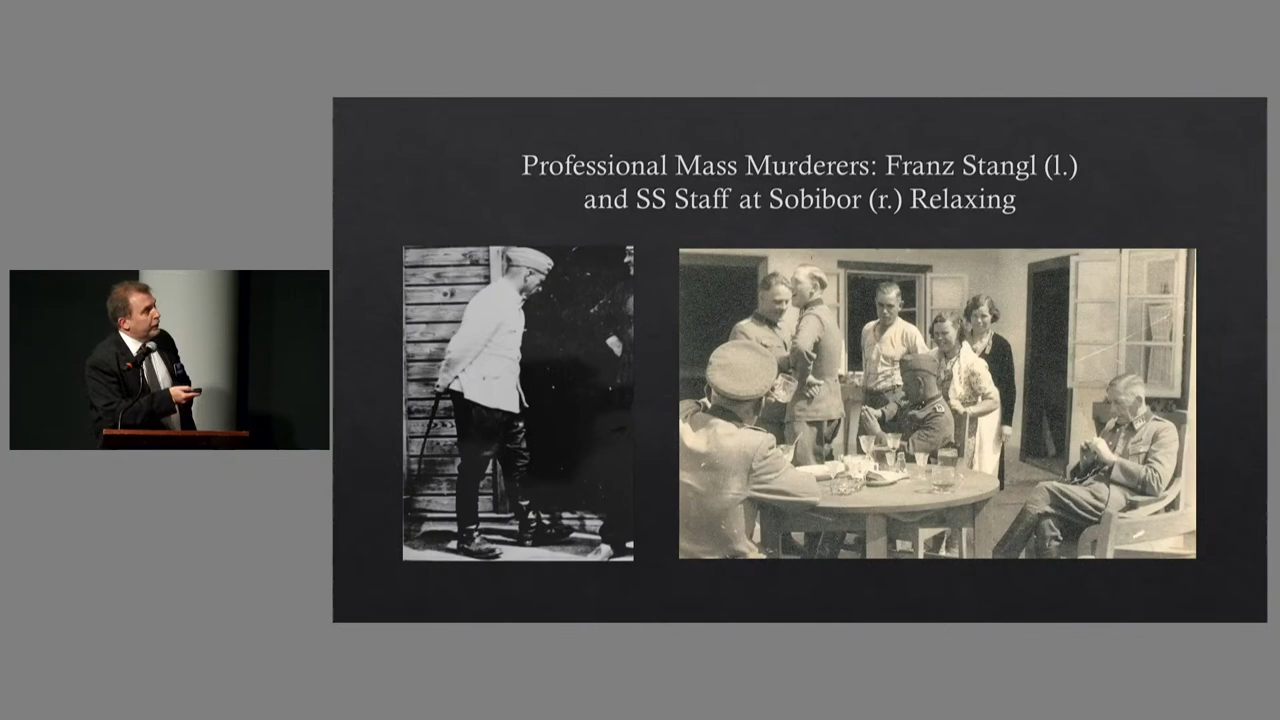 Professional Mass Murderers: Franz Stangl (l.)
and SS Staff at Sobibor (r.) Relaxing